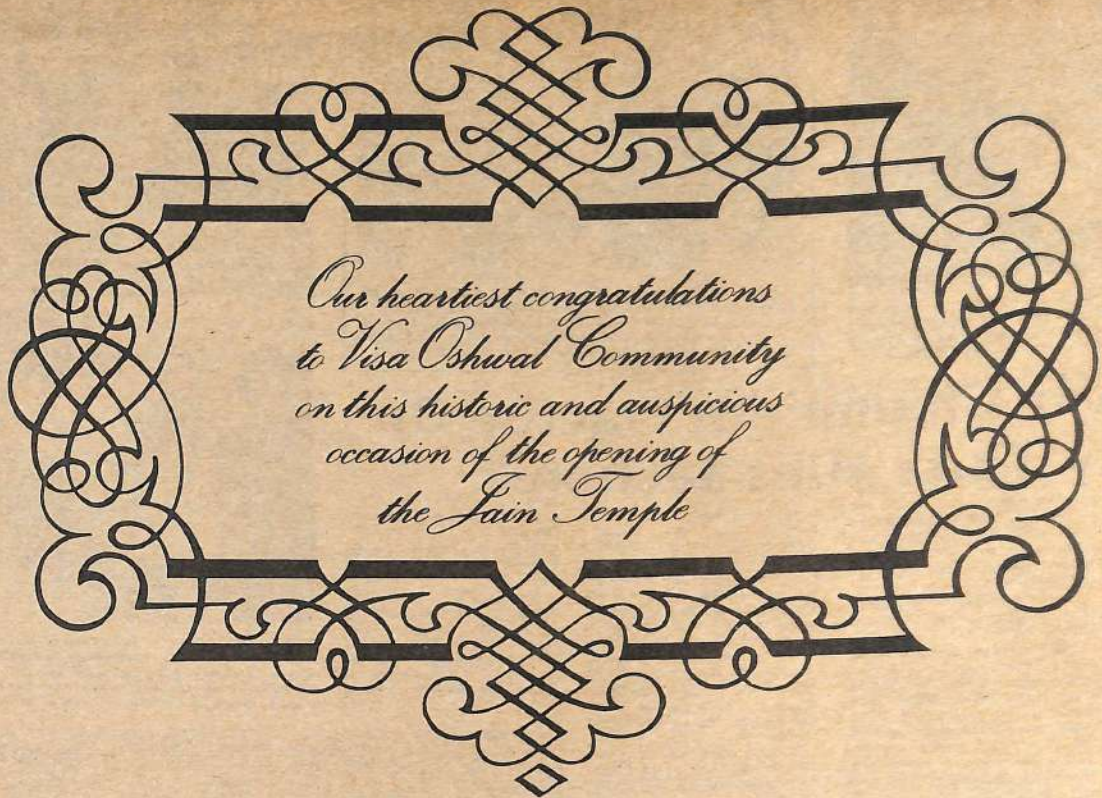 Our heartiest congratulations
to Visa Oshwal Community
on this historic and auspicious
occasion of the opening of
the Jain Temple